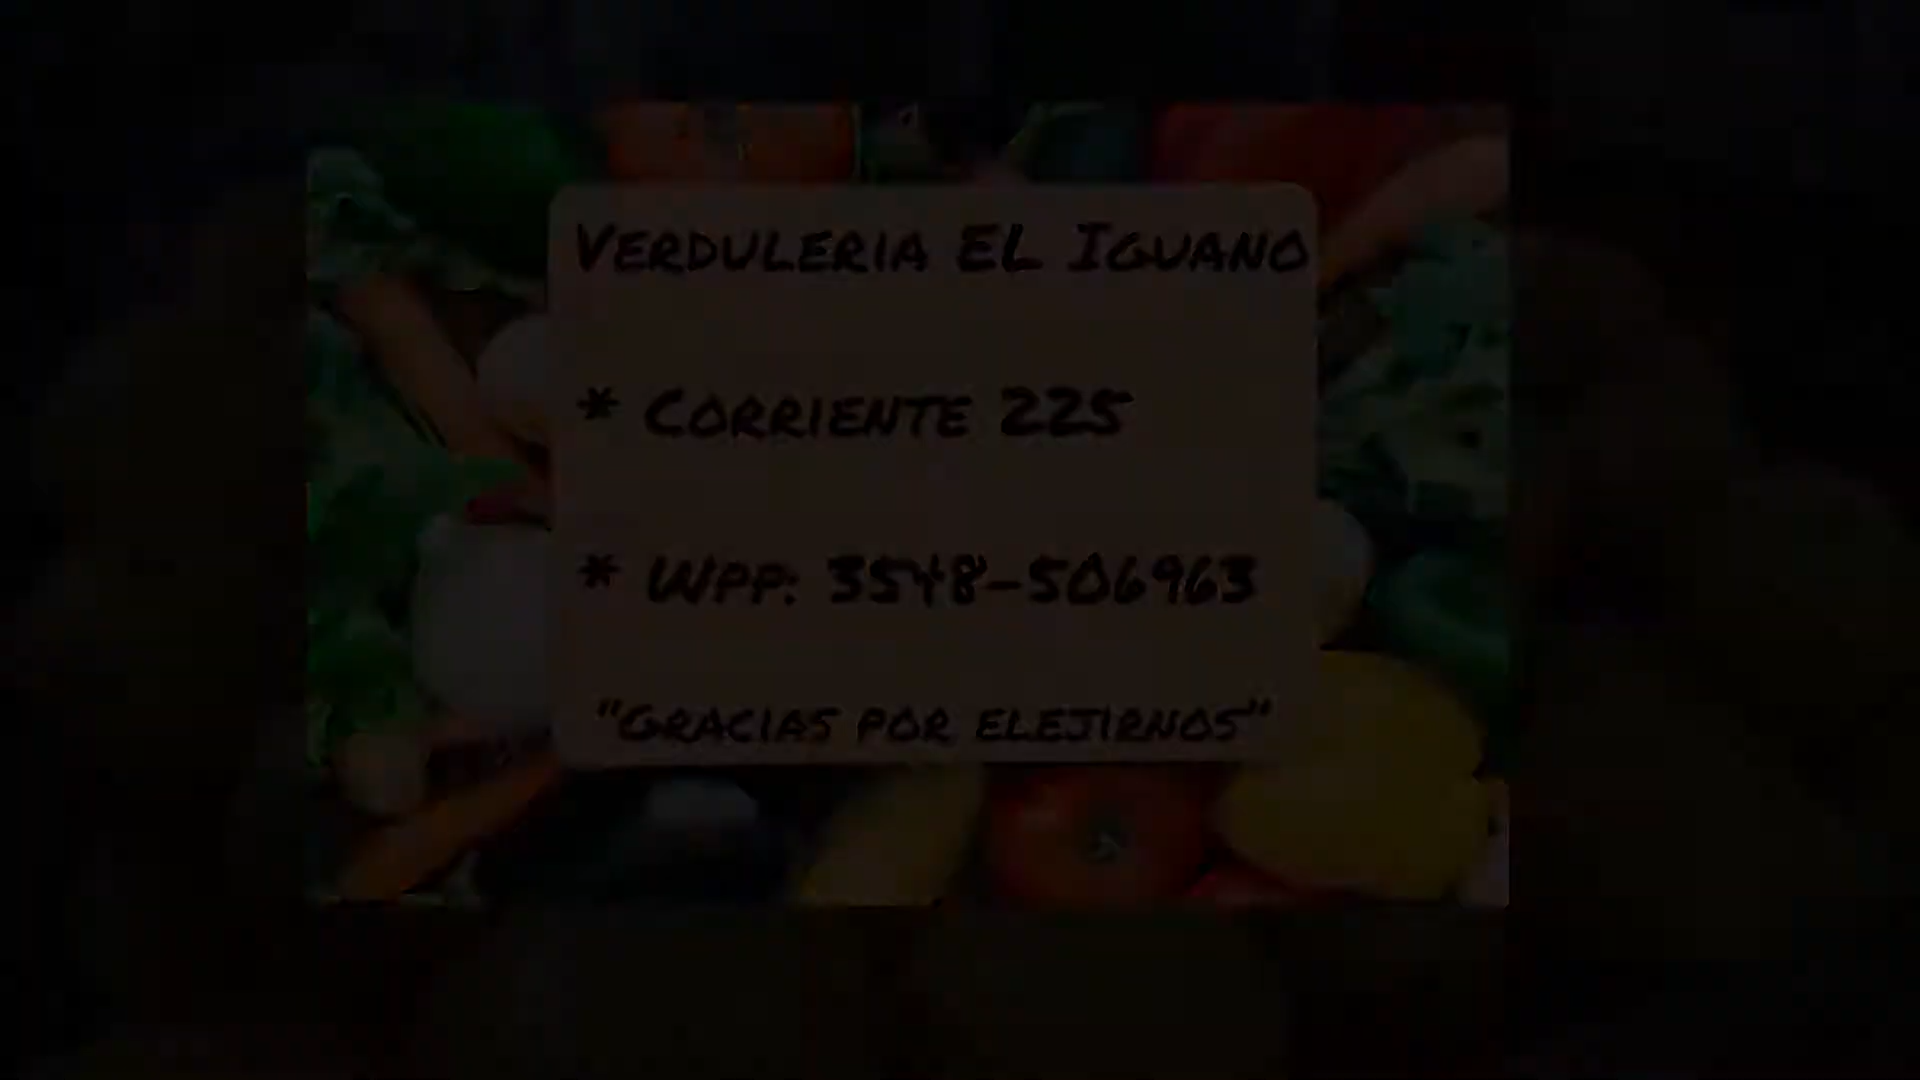 Verduleria EL Iguano
* Corriente 225
* Wpp: 3548-506963
"Gracias por elejirnos"